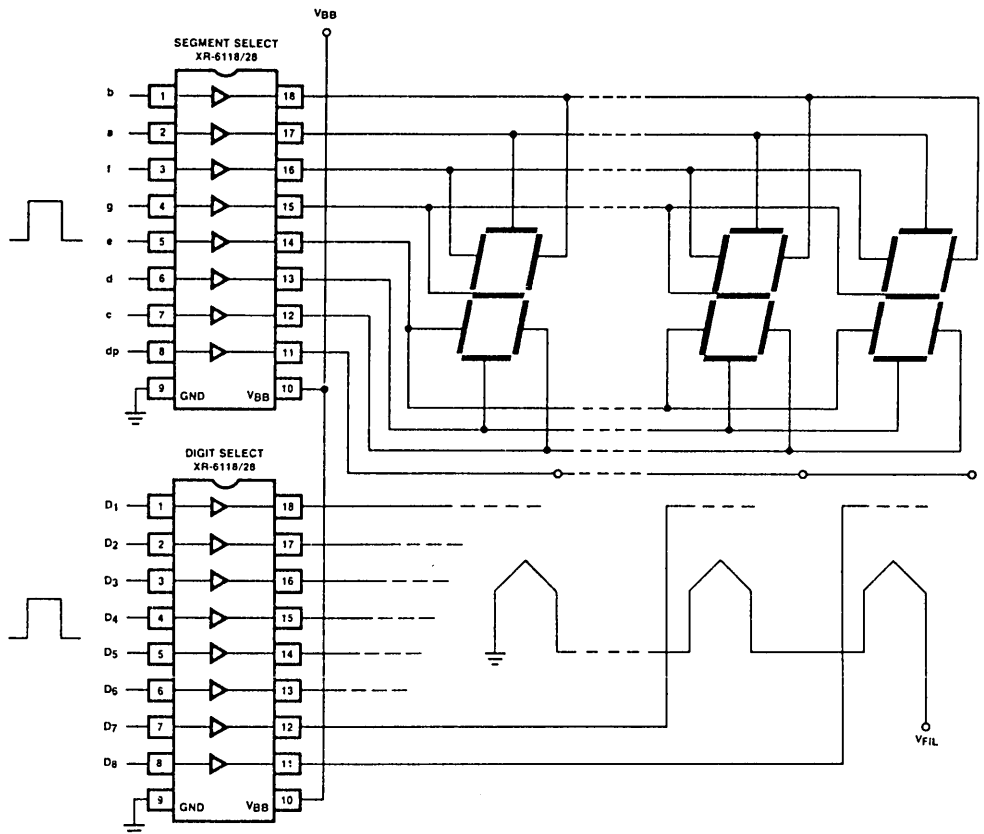 VBB
SEGMENT SELECT
XR-6118/28
b 1 18
a 2 17
f 3 16
g 4 15
e 5 14
d 6 13
c 7 12
dp 8 11
9 GND VBB 10
DIGIT SELECT
XR-6118/28
D1 1 18
D2 2 17
D3 3 16
D4 4 15
D5 5 14
D6 6 13
D7 7 12
D8 8 11
VFIL
9 GND VBB 10